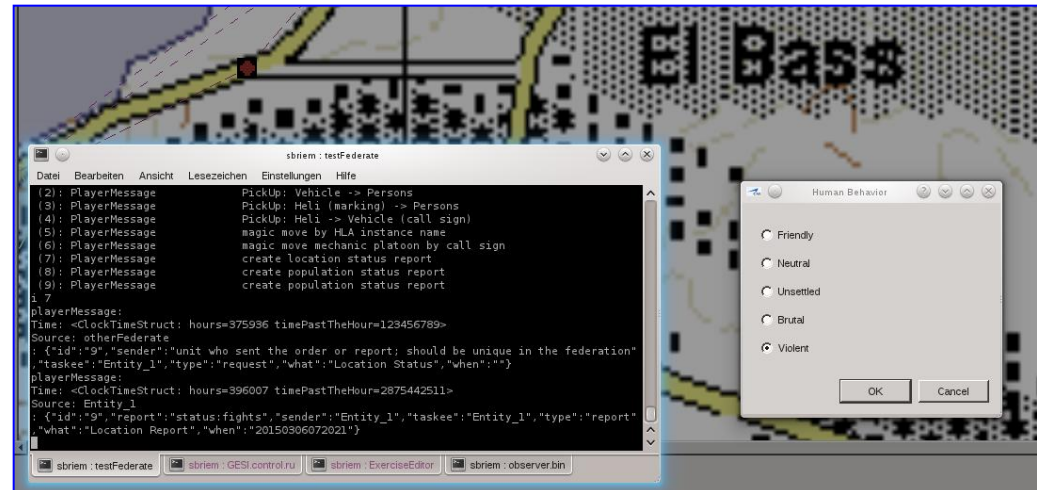 El Bass
sbriem : testFederate
Datei Bearbeiten Ansicht Lesezeichen Einstellungen Hilfe
(2): PlayerMessage PickUp: Vehicle -> Persons
(3): PlayerMessage PickUp: Heli (marking) -> Persons
(4): PlayerMessage PickUp: Heli -> Vehicle (call sign)
(5): PlayerMessage magic move by HLA instance name
(6): PlayerMessage magic move mechanic platoon by call sign
(7): PlayerMessage create location status report
(8): PlayerMessage create population status report
(9): PlayerMessage create population status report
i 7
playerMessage:
Time: <ClockTimeStruct: hours=375936 timePastTheHour=123456789>
Source: otherFederate
: {"id":"9","sender":"unit who sent the order or report; should be unique in the federation"
,"taskee":"Entity_1","type":"request","what":"Location Status","when":""}
playerMessage:
Time: <ClockTimeStruct: hours=396007 timePastTheHour=2875442511>
Source: Entity_1
: {"id":"9","report":"status:fights","sender":"Entity_1","taskee":"Entity_1","type":"report"
,"what":"Location Report","when":"20150306072021"}
sbriem : testFederate sbriem : GESI.control.ru sbriem : ExerciseEditor sbriem : observer.bin
Human Behavior
Friendly
Neutral
Unsettled
Brutal
Violent
OK Cancel